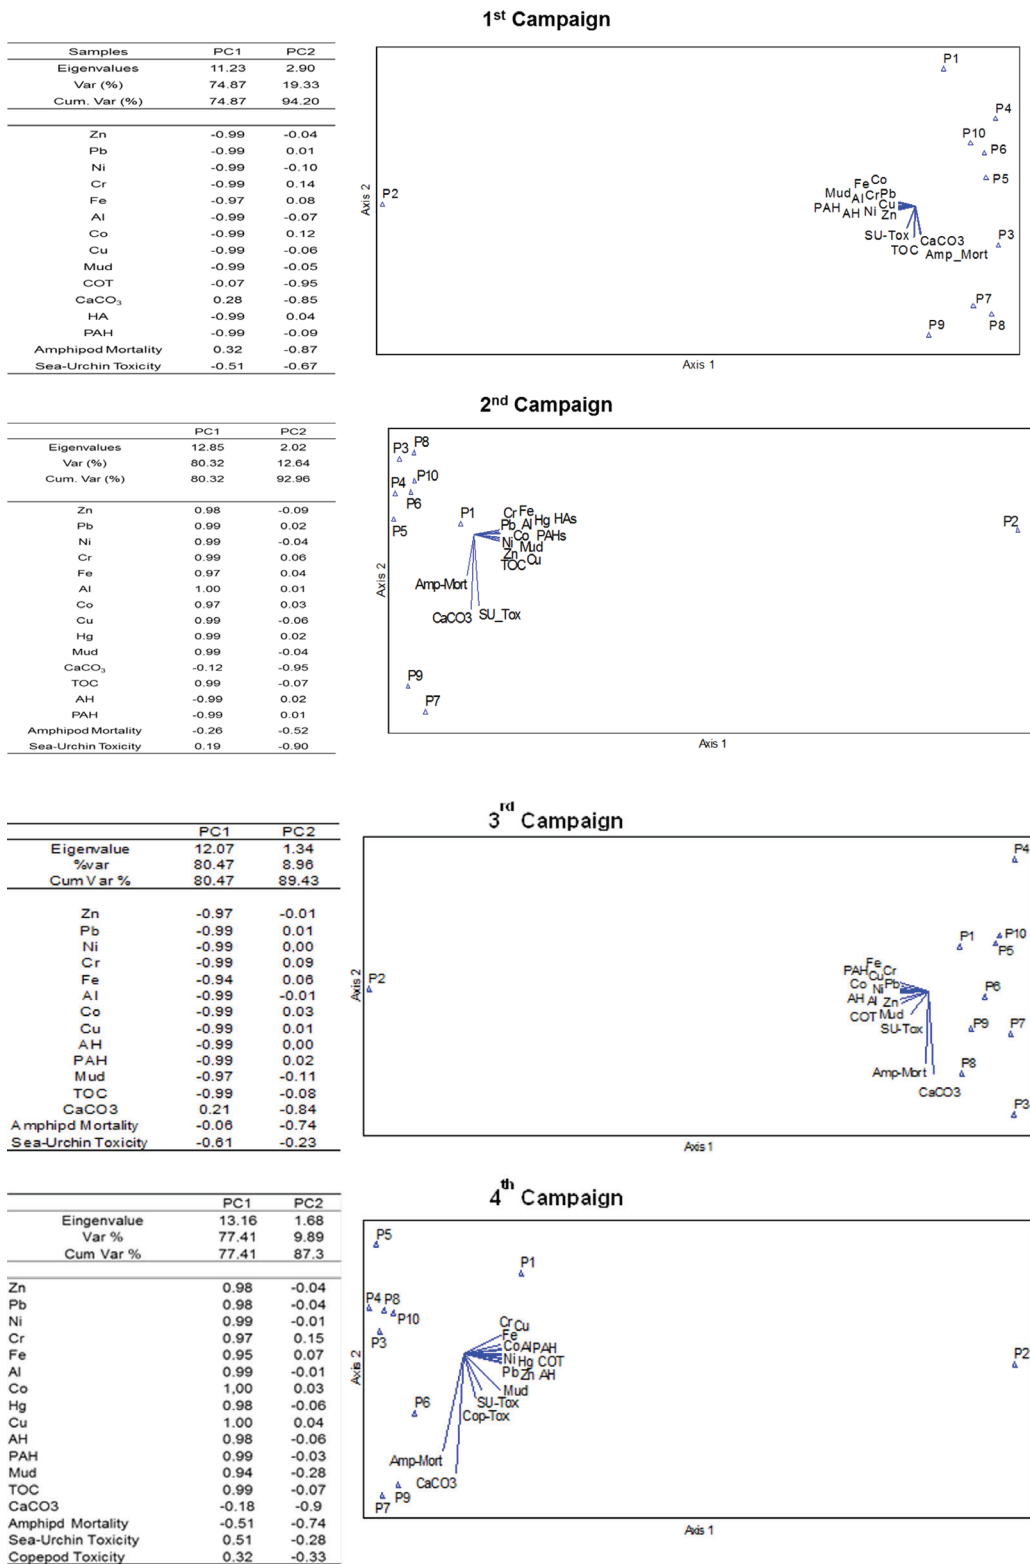 1st Campaign
Samples PC1 PC2
Eigenvalues 11.23 2.90
Var (%) 74.87 19.33
Cum. Var (%) 74.87 94.20
Zn -0.99 -0.04
Pb -0.99 0.01
Ni -0.99 -0.10
Cr -0.99 0.14
Fe -0.97 0.08
Al -0.99 -0.07
Co -0.99 0.12
Cu -0.99 -0.06
Mud -0.99 -0.05
COT -0.07 -0.95
CaCO3 0.28 -0.85
HA -0.99 0.04
PAH -0.99 -0.09
Amphipod Mortality 0.32 -0.87
Sea-Urchin Toxicity -0.51 -0.67
P1
P4
P10
P6
P5
P2
Fe Co
Mud Al Cr Pb
PAH AH Ni Cu
Zn
SU-Tox CaCO3
TOC Amp_Mort
P3
P7
P8
P9
Axis 2
Axis 1
2nd Campaign
PC1 PC2
Eigenvalues 12.85 2.02
Var (%) 80.32 12.64
Cum. Var (%) 80.32 92.96
Zn 0.98 -0.09
Pb 0.99 0.02
Ni 0.99 -0.04
Cr 0.99 0.06
Fe 0.97 0.04
Al 1.00 0.01
Co 0.97 0.03
Cu 0.99 -0.06
Hg 0.99 0.02
Mud 0.99 -0.04
CaCO3 -0.12 -0.95
TOC 0.99 -0.07
AH -0.99 0.02
PAH -0.99 0.01
Amphipod Mortality -0.26 -0.52
Sea-Urchin Toxicity 0.19 -0.90
P3 P8
P10
P4
P6
P5
P1
P2
Cr Fe
Pb Al Hg HAs
Co PAHs
Ni Mud
Zn
TOC Cu
Amp-Mort
CaCO3 SU_Tox
P9
P7
Axis 2
Axis 1
3rd Campaign
PC1 PC2
Eigenvalue 12.07 1.34
%var 80.47 8.96
Cum Var % 80.47 89.43
Zn -0.97 -0.01
Pb -0.99 0.01
Ni -0.99 0,00
Cr -0.99 0.09
Fe -0.94 0.06
Al -0.99 -0.01
Co -0.99 0.03
Cu -0.99 0.01
AH -0.99 0,00
PAH -0.99 0.02
Mud -0.97 -0.11
TOC -0.99 -0.08
CaCO3 0.21 -0.84
Amphipd Mortality -0.06 -0.74
Sea-Urchin Toxicity -0.61 -0.23
P4
P1 P10
P5
P2
P6
P9 P7
P8
P3
Fe
PAH Cu Cr
Co Ni Pb
AH Al Zn
COT Mud
SU-Tox
Amp-Mort
CaCO3
Axis 2
Axis 1
4th Campaign
PC1 PC2
Eingenvalue 13.16 1.68
Var % 77.41 9.89
Cum Var % 77.41 87.3
Zn 0.98 -0.04
Pb 0.98 -0.04
Ni 0.99 -0.01
Cr 0.97 0.15
Fe 0.95 0.07
Al 0.99 -0.01
Co 1.00 0.03
Hg 0.98 -0.06
Cu 1.00 0.04
AH 0.98 -0.06
PAH 0.99 -0.03
Mud 0.94 -0.28
TOC 0.99 -0.07
CaCO3 -0.18 -0.9
Amphipd Mortality -0.51 -0.74
Sea-Urchin Toxicity 0.51 -0.28
Copepod Toxicity 0.32 -0.33
P5
P1
P4 P8
P10
P3
P2
Cr Cu
Fe
Co Al PAH
Ni Hg COT
Pb Zn AH
Mud
SU-Tox
Cop-Tox
P6
Amp-Mort
CaCO3
P9
P7
Axis 2
Axis 1